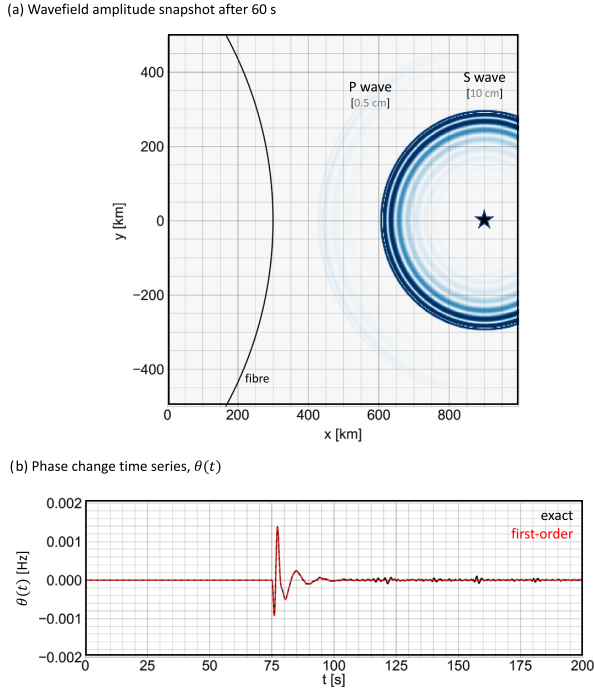 (a) Wavefield amplitude snapshot after 60 s
P wave
[0.5 cm]
S wave
[10 cm]
400
200
0
−200
−400
y [km]
fibre
0 200 400 600 800
x [km]
(b) Phase change time series, θ(t)
0.002
0.001
0.000
−0.001
−0.002
θ(t) [Hz]
exact
first-order
0 25 50 75 100 125 150 175 200
t [s]